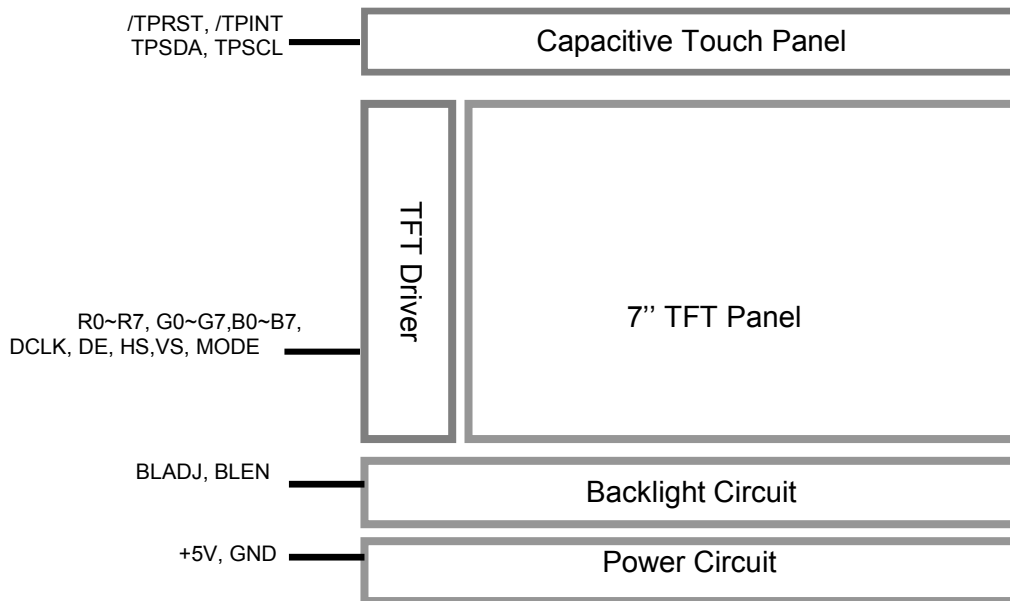 /TPRST, /TPINT
TPSDA, TPSCL
Capacitive Touch Panel
TFT Driver
7’’ TFT Panel
R0~R7, G0~G7,B0~B7,
DCLK, DE, HS,VS, MODE
BLADJ, BLEN
Backlight Circuit
+5V, GND
Power Circuit